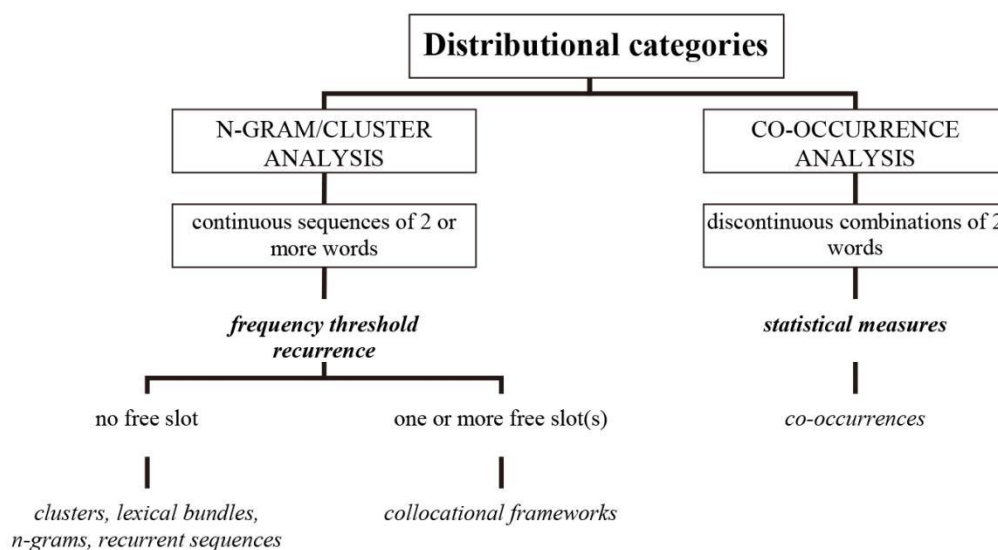 Distributional categories
N-GRAM/CLUSTER
ANALYSIS
CO-OCCURRENCE
ANALYSIS
continuous sequences of 2 or
more words
discontinuous combinations of 2
words
frequency threshold
recurrence
statistical measures
no free slot
one or more free slot(s)
co-occurrences
clusters, lexical bundles,
n-grams, recurrent sequences
collocational frameworks